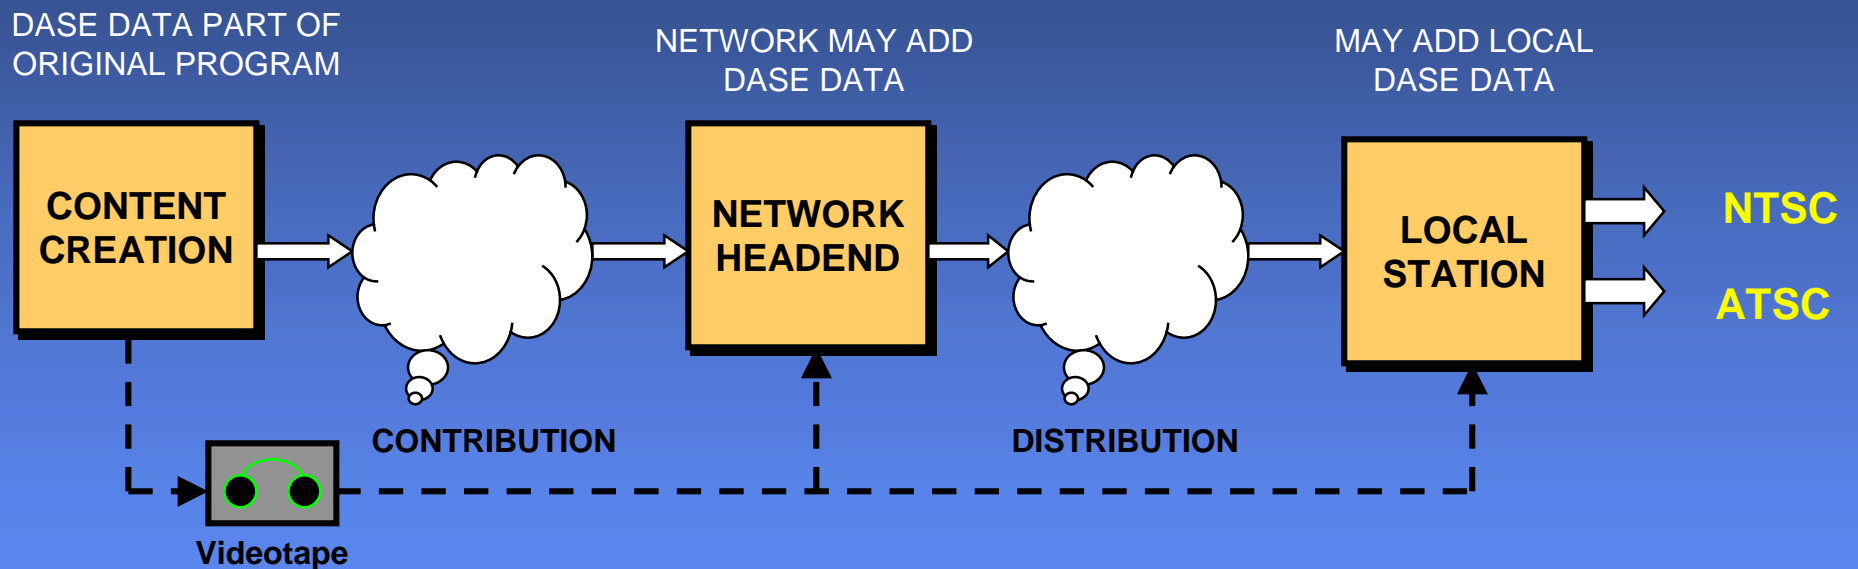 DASE DATA PART OF
ORIGINAL PROGRAM
NETWORK MAY ADD
DASE DATA
MAY ADD LOCAL
DASE DATA
CONTENT
CREATION
NETWORK
HEADEND
LOCAL
STATION
NTSC
ATSC
CONTRIBUTION
DISTRIBUTION
Videotape